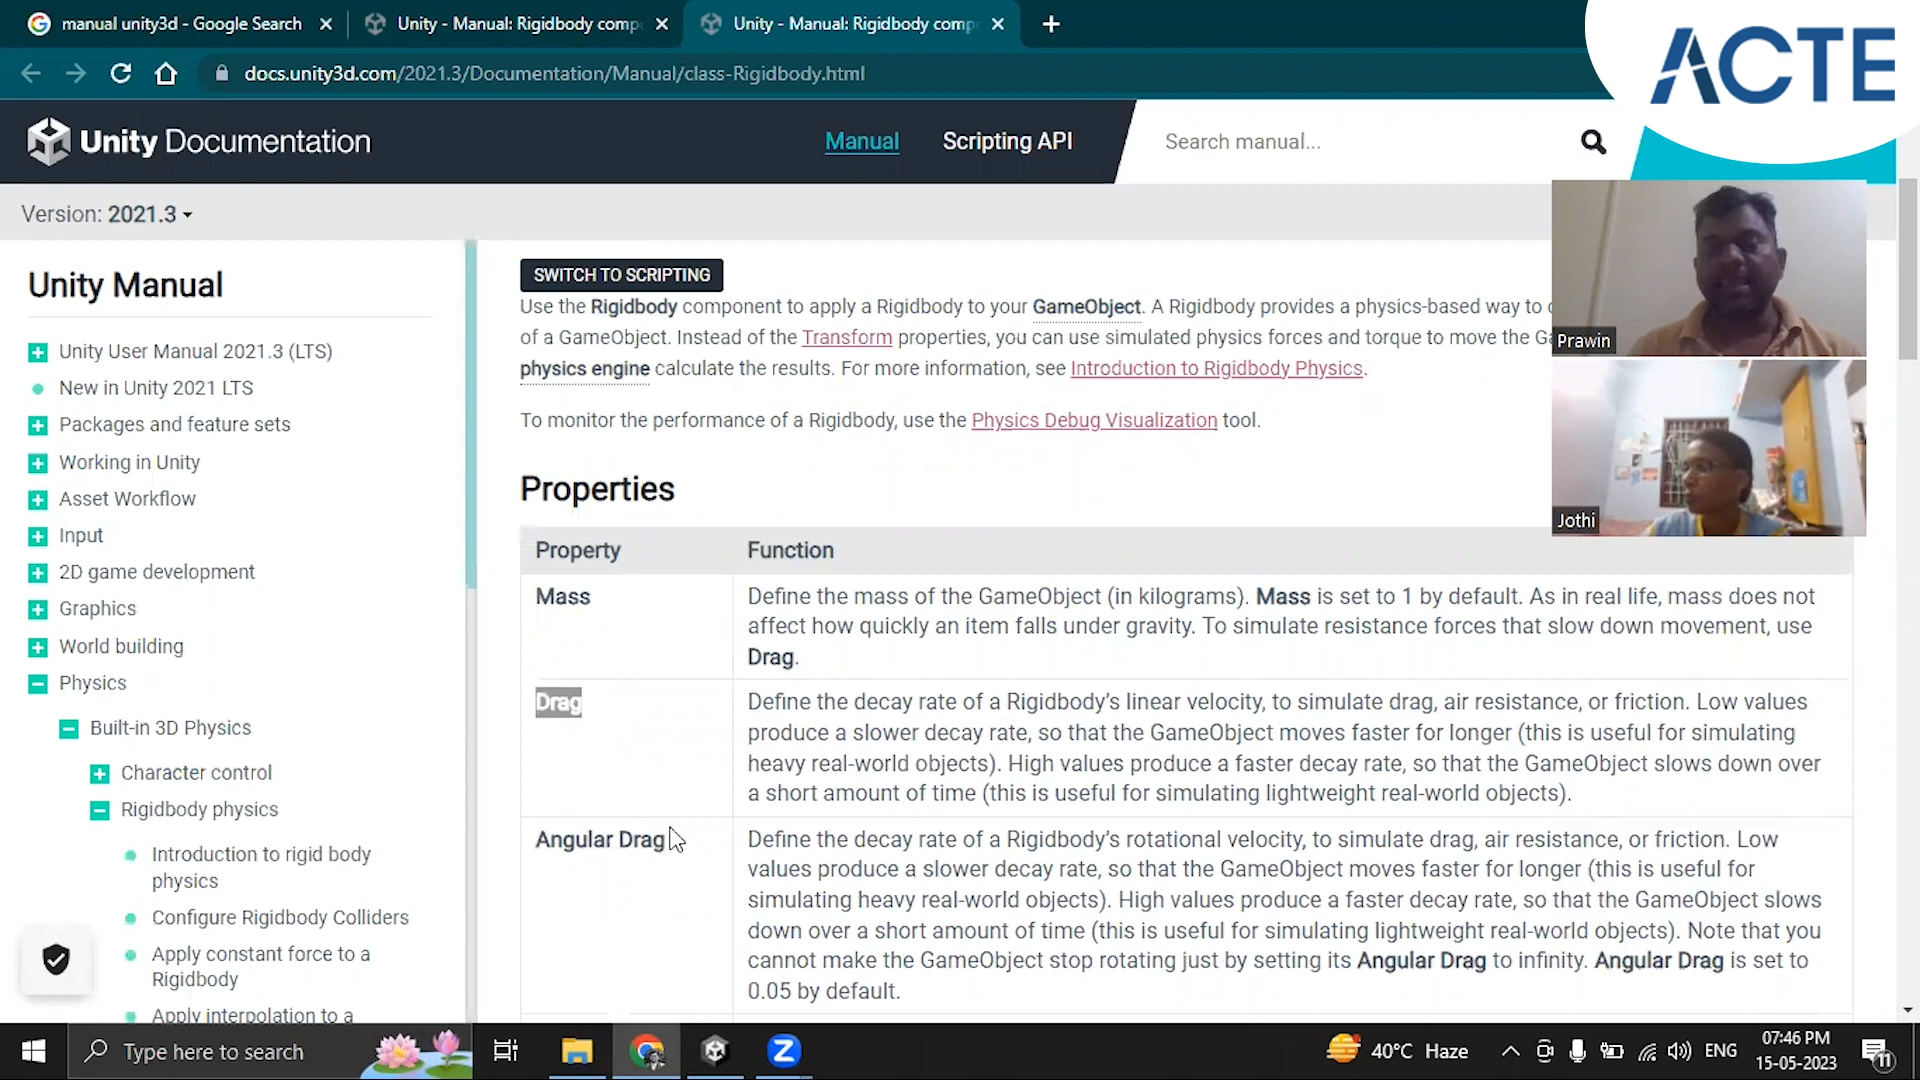 manual unity3d - Google Search
Unity - Manual: Rigidbody comp
Unity - Manual: Rigidbody comp
ACTE
docs.unity3d.com/2021.3/Documentation/Manual/class-Rigidbody.html
Unity Documentation
Manual
Scripting API
Search manual...
Version: 2021.3
Unity Manual
Unity User Manual 2021.3 (LTS)
New in Unity 2021 LTS
Packages and feature sets
Working in Unity
Asset Workflow
Input
2D game development
Graphics
World building
Physics
Built-in 3D Physics
Character control
Rigidbody physics
Introduction to rigid body
physics
Configure Rigidbody Colliders
Apply constant force to a
Rigidbody
Apply interpolation to a
SWITCH TO SCRIPTING
Use the Rigidbody component to apply a Rigidbody to your GameObject. A Rigidbody provides a physics-based way to
of a GameObject. Instead of the Transform properties, you can use simulated physics forces and torque to move the
physics engine calculate the results. For more information, see Introduction to Rigidbody Physics.
To monitor the performance of a Rigidbody, use the Physics Debug Visualization tool.
Properties
Property Function
Mass
Define the mass of the GameObject (in kilograms). Mass is set to 1 by default. As in real life, mass does not
affect how quickly an item falls under gravity. To simulate resistance forces that slow down movement, use
Drag.
Drag
Define the decay rate of a Rigidbody's linear velocity, to simulate drag, air resistance, or friction. Low values
produce a slower decay rate, so that the GameObject moves faster for longer (this is useful for simulating
heavy real-world objects). High values produce a faster decay rate, so that the GameObject slows down over
a short amount of time (this is useful for simulating lightweight real-world objects).
Angular Drag
Define the decay rate of a Rigidbody's rotational velocity, to simulate drag, air resistance, or friction. Low
values produce a slower decay rate, so that the GameObject moves faster for longer (this is useful for
simulating heavy real-world objects). High values produce a faster decay rate, so that the GameObject slows
down over a short amount of time (this is useful for simulating lightweight real-world objects). Note that you
cannot make the GameObject stop rotating just by setting its Angular Drag to infinity. Angular Drag is set to
0.05 by default.
Prawin
Jothi
Type here to search
40°C Haze
ENG
07:46 PM
15-05-2023
11